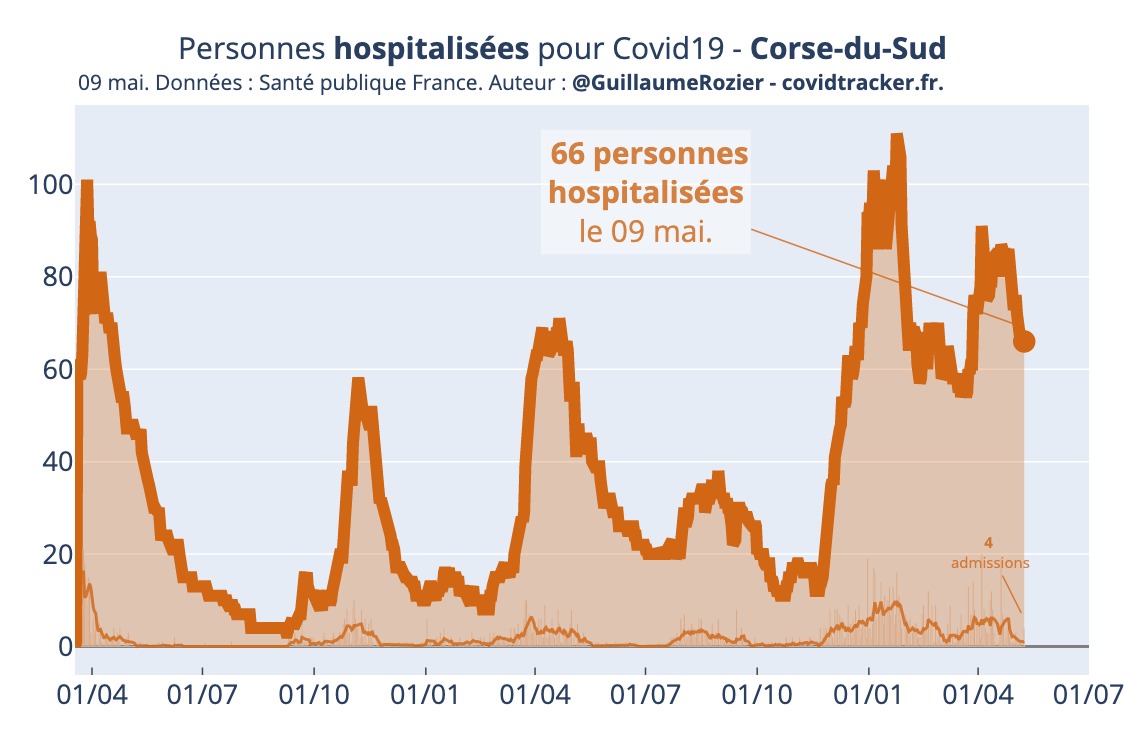 Personnes hospitalisées pour Covid19 - Corse-du-Sud
09 mai. Données : Santé publique France. Auteur : @GuillaumeRozier - covidtracker.fr.
66 personnes
hospitalisées
le 09 mai.
100
80
60
40
20
0
4
admissions
01/04 01/07 01/10 01/01 01/04 01/07 01/10 01/01 01/04 01/07